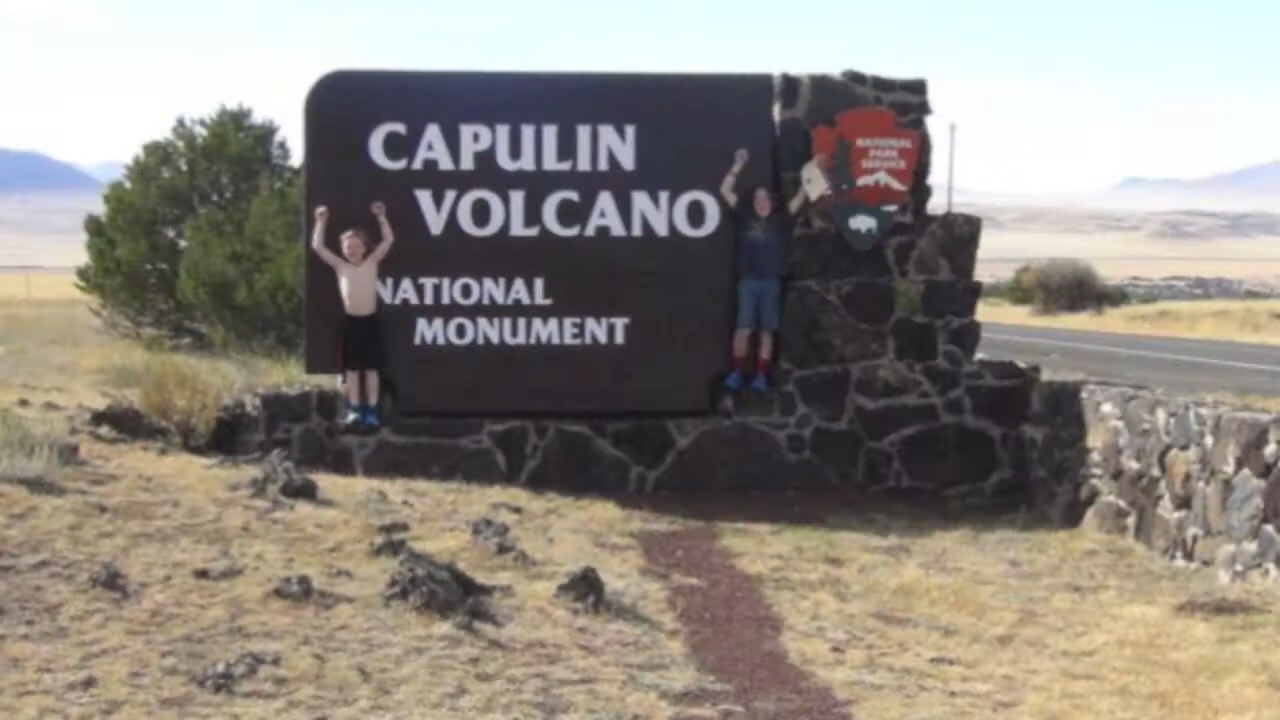 CAPULIN
VOLCANO
NATIONAL
MONUMENT
NATIONAL
PARK
SERVICE